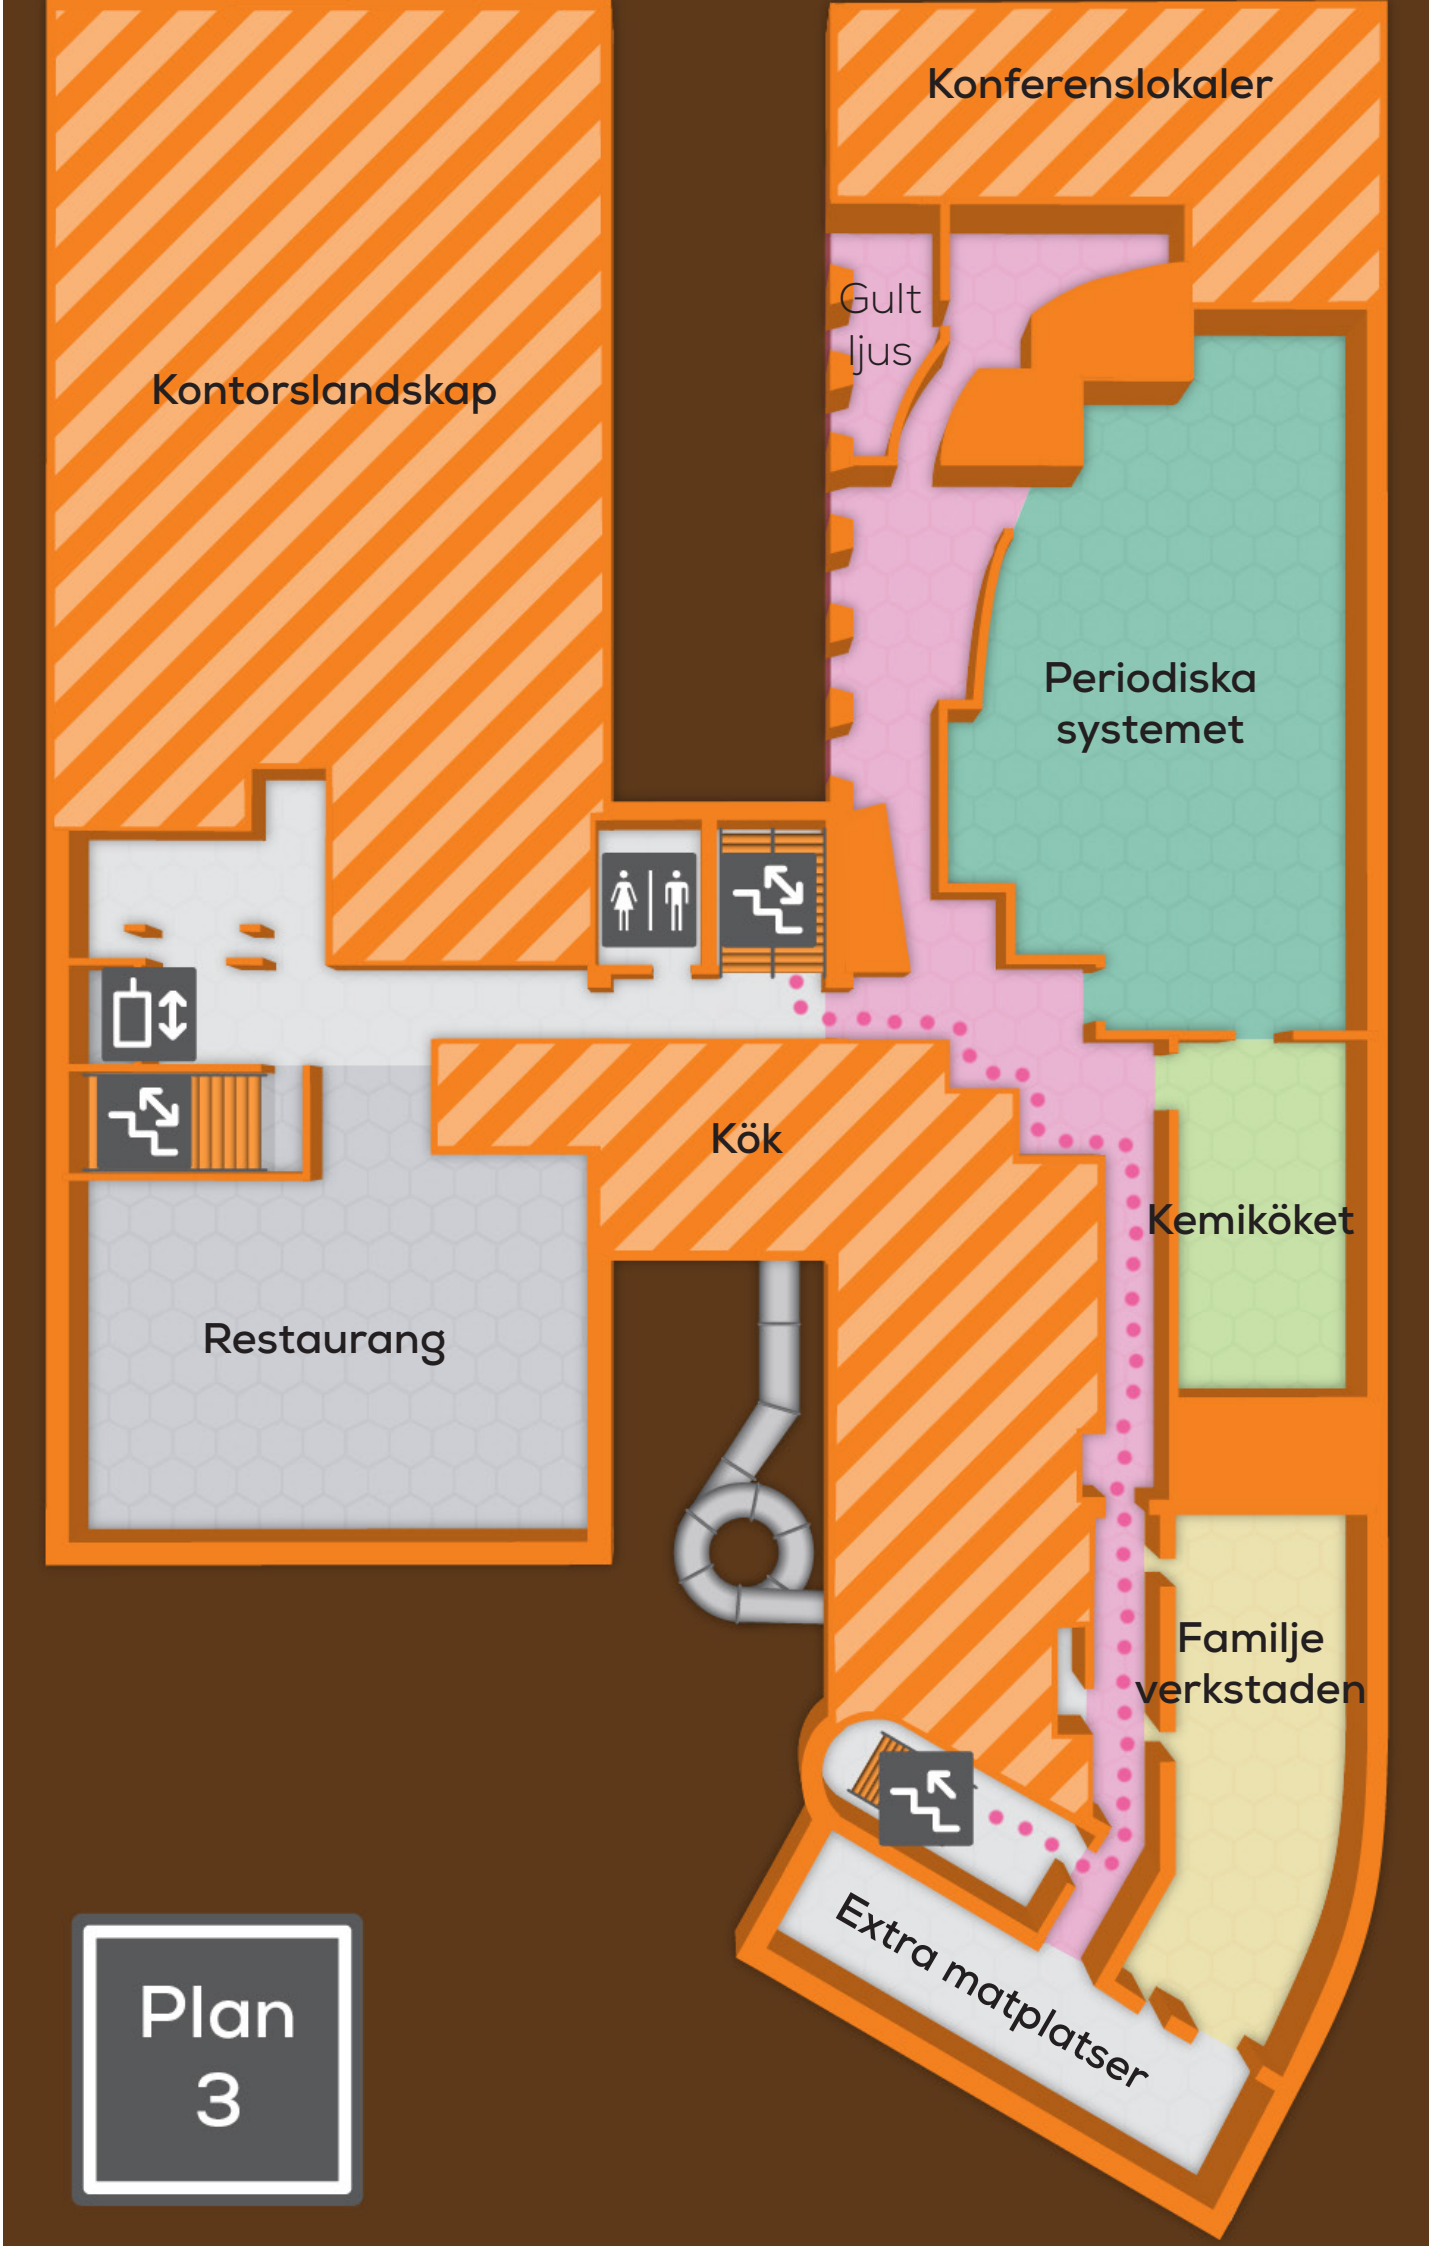 Konferenslokaler
Gult
ljus
Kontorslandskap
Periodiska
systemet
Kök
Kemiköket
Restaurang
Familje
verkstaden
Extra matplatser
Plan
3